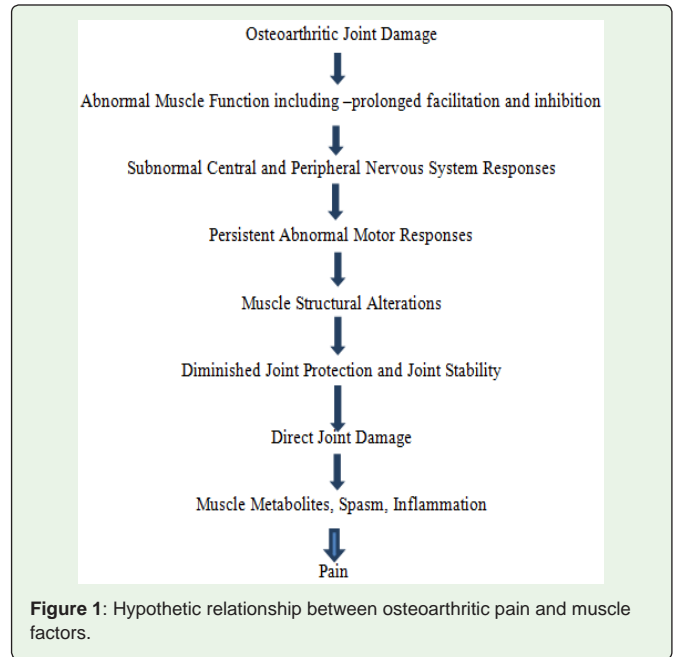 Osteoarthritic Joint Damage
Abnormal Muscle Function including –prolonged facilitation and inhibition
Subnormal Central and Peripheral Nervous System Responses
Persistent Abnormal Motor Responses
Muscle Structural Alterations
Diminished Joint Protection and Joint Stability
Direct Joint Damage
Muscle Metabolites, Spasm, Inflammation
Pain
Figure 1: Hypothetic relationship between osteoarthritic pain and muscle
factors.